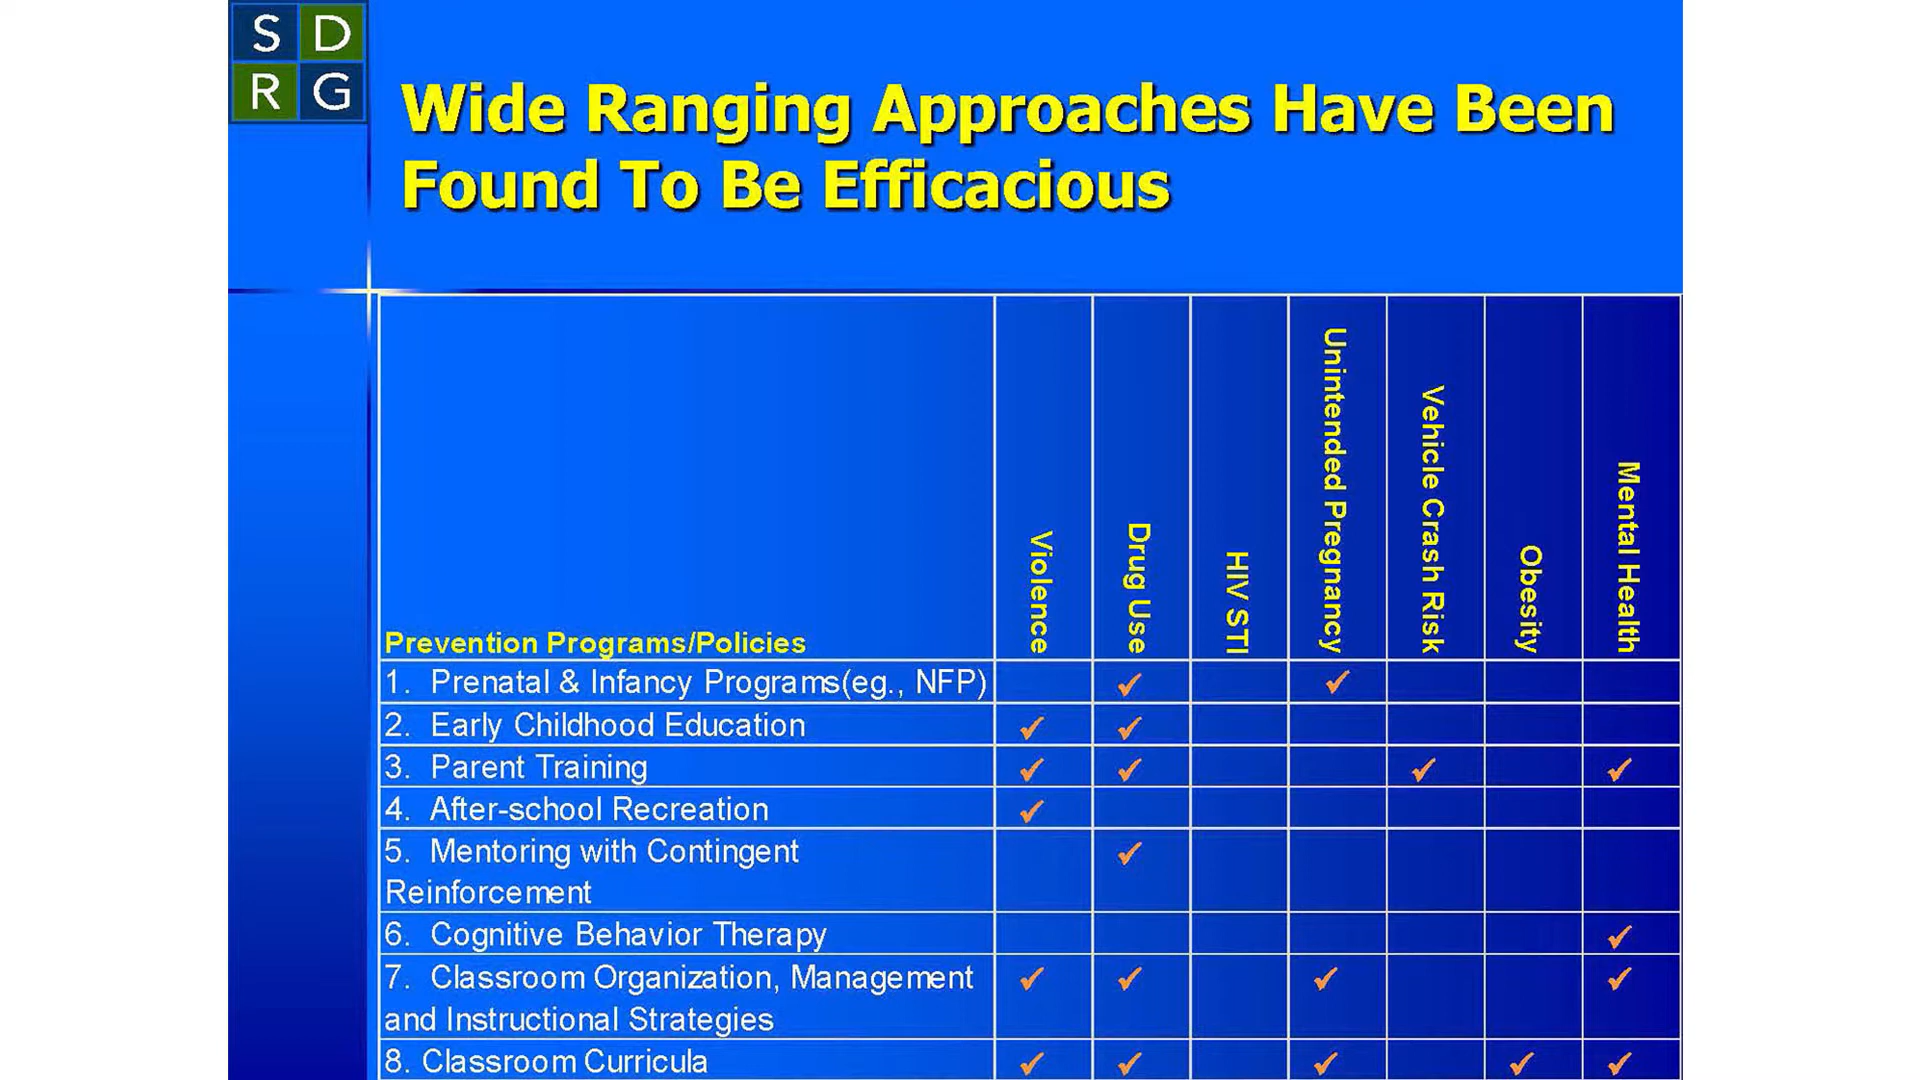 S D
R G
Wide Ranging Approaches Have Been
Found To Be Efficacious
Prevention Programs/Policies
Violence
Drug Use
HIV STI
Unintended Pregnancy
Vehicle Crash Risk
Obesity
Mental Health
1. Prenatal & Infancy Programs(eg., NFP) ✓ ✓
2. Early Childhood Education ✓ ✓
3. Parent Training ✓ ✓ ✓ ✓
4. After-school Recreation ✓
5. Mentoring with Contingent ✓
Reinforcement
6. Cognitive Behavior Therapy ✓
7. Classroom Organization, Management ✓ ✓ ✓ ✓
and Instructional Strategies
8. Classroom Curricula ✓ ✓ ✓ ✓ ✓